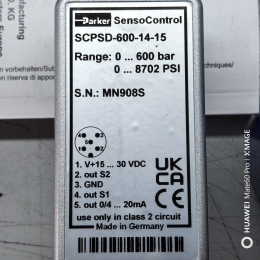 Parker SensoControl
SCPSD-600-14-15
Range: 0 ... 600 bar
0 ... 8702 PSI
S.N.: MN908S
1. V+15 ... 30 VDC
2. out S2
3. GND
4. out S1
5. out 0/4 ... 20mA
use only in class 2 circuit
Made in Germany
UK
CA
CE
HUAWEI Mate60 Pro | XMAGE